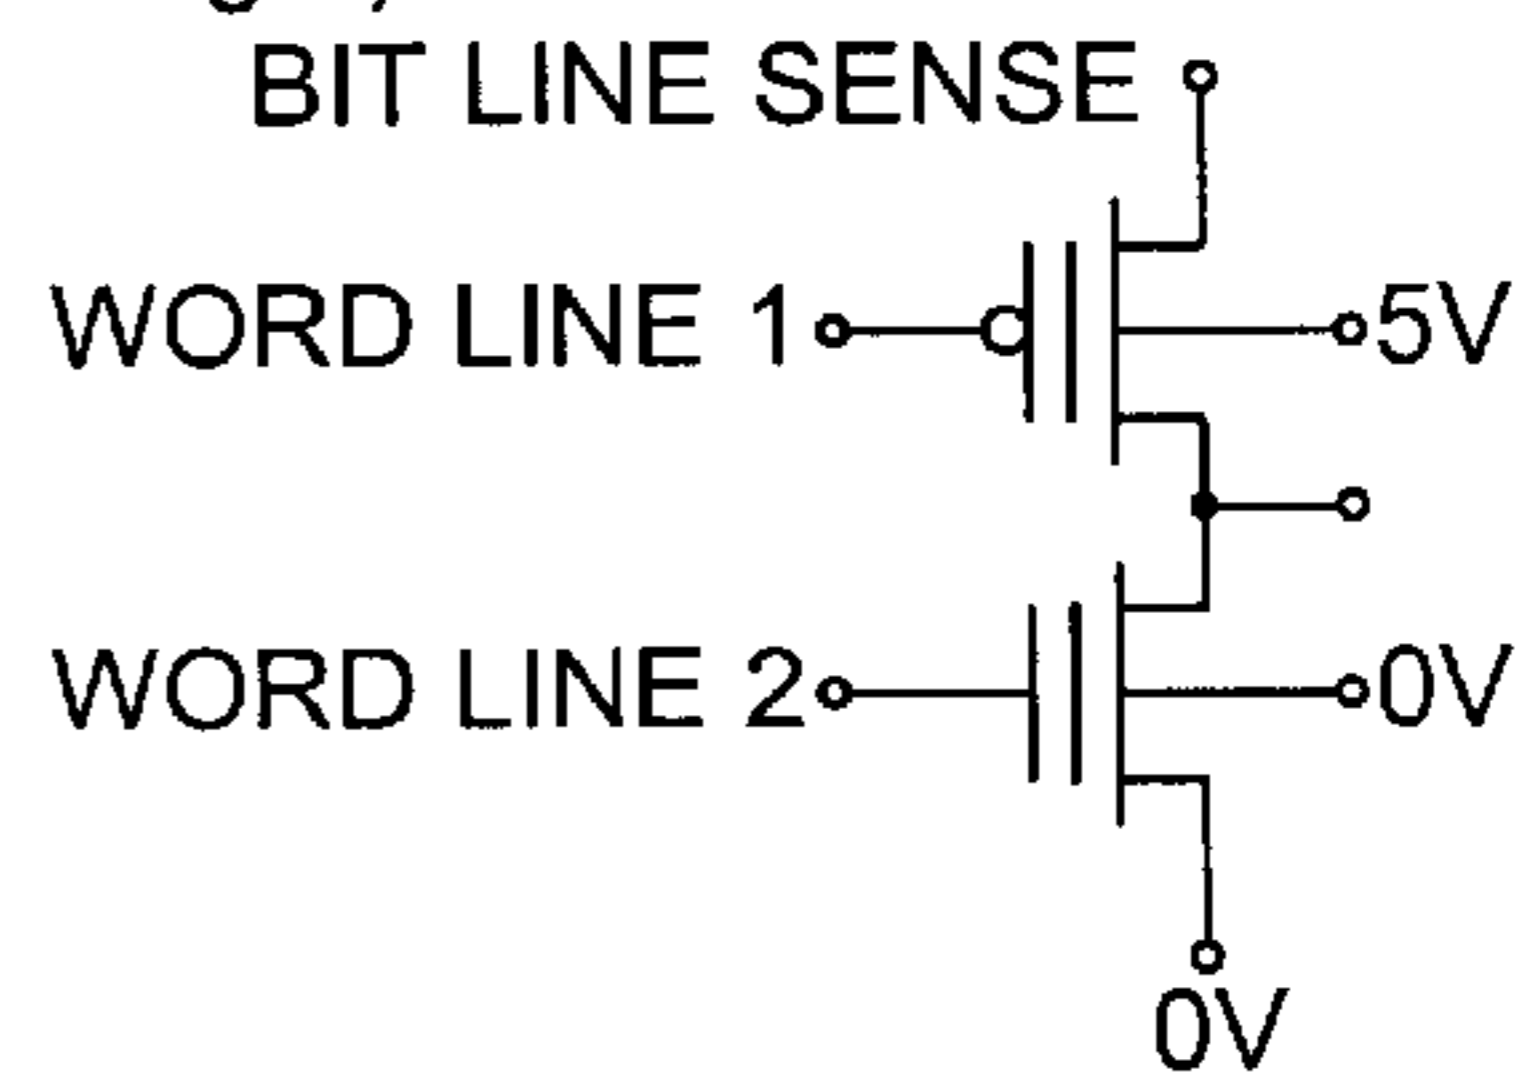 BIT LINE SENSE
WORD LINE 1
5V
WORD LINE 2
0V
0V